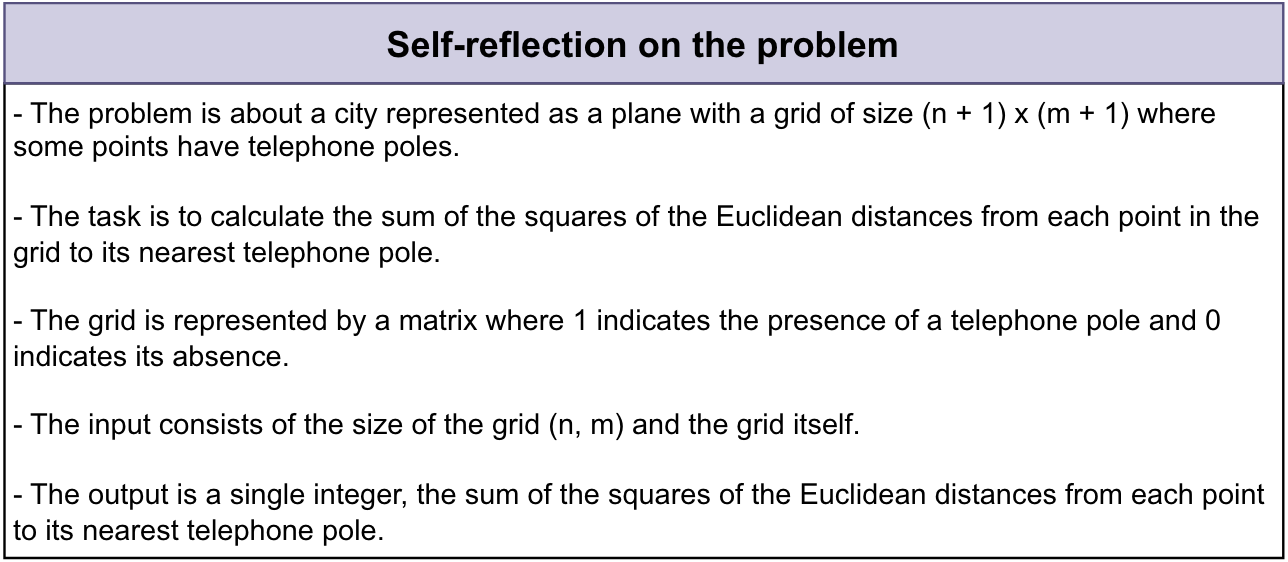 Self-reflection on the problem
- The problem is about a city represented as a plane with a grid of size (n + 1) x (m + 1) where
some points have telephone poles.
- The task is to calculate the sum of the squares of the Euclidean distances from each point in the
grid to its nearest telephone pole.
- The grid is represented by a matrix where 1 indicates the presence of a telephone pole and 0
indicates its absence.
- The input consists of the size of the grid (n, m) and the grid itself.
- The output is a single integer, the sum of the squares of the Euclidean distances from each point
to its nearest telephone pole.